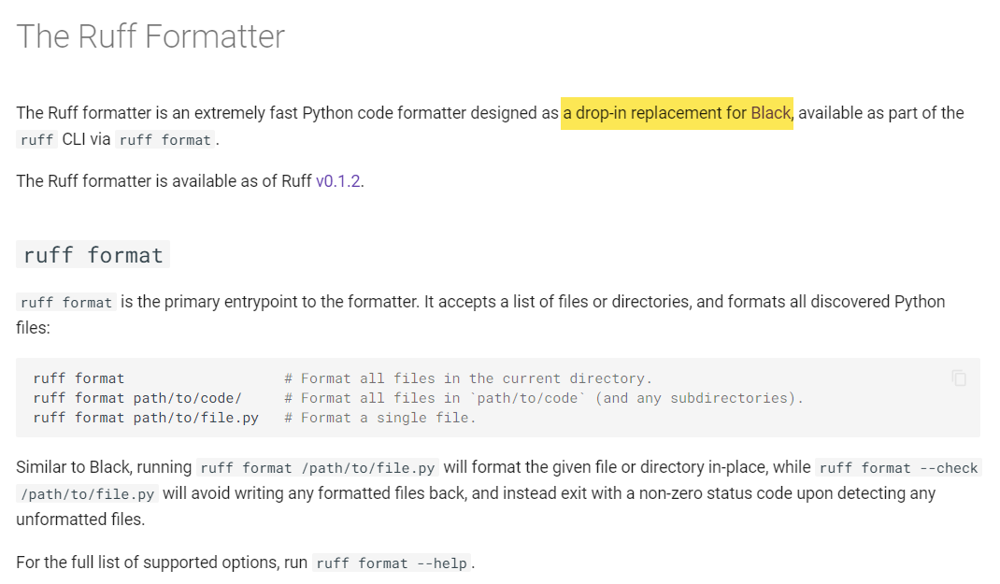 The Ruff Formatter
The Ruff formatter is an extremely fast Python code formatter designed as a drop-in replacement for Black, available as part of the
ruff CLI via ruff format.
The Ruff formatter is available as of Ruff v0.1.2.
ruff format
ruff format is the primary entrypoint to the formatter. It accepts a list of files or directories, and formats all discovered Python
files:
ruff format                   # Format all files in the current directory.
ruff format path/to/code/     # Format all files in `path/to/code` (and any subdirectories).
ruff format path/to/file.py   # Format a single file.
Similar to Black, running ruff format /path/to/file.py will format the given file or directory in-place, while ruff format --check
/path/to/file.py will avoid writing any formatted files back, and instead exit with a non-zero status code upon detecting any
unformatted files.
For the full list of supported options, run ruff format --help.